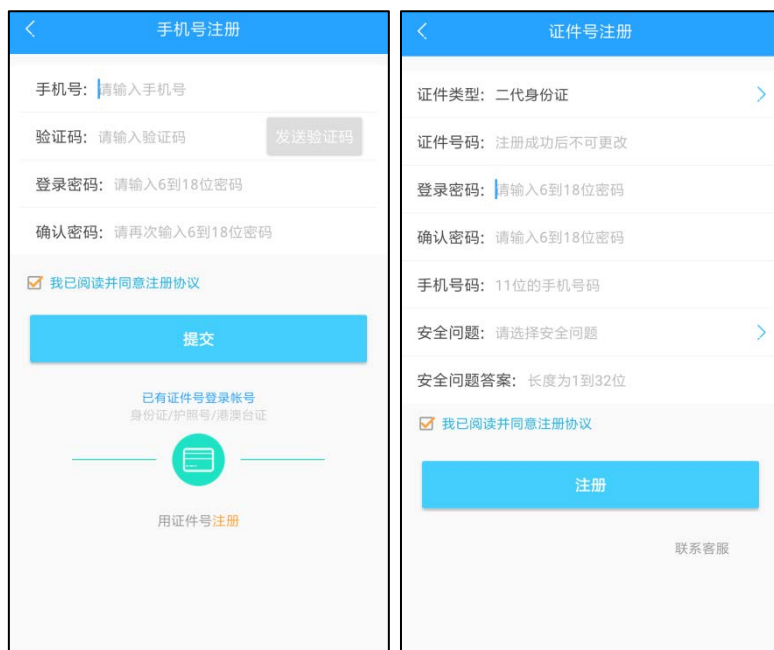 手机号注册
手机号: 请输入手机号
验证码: 请输入验证码 发送验证码
登录密码: 请输入6到18位密码
确认密码: 请再次输入6到18位密码
我已阅读并同意注册协议
提交
已有证件号登录帐号
身份证/护照号/港澳台证
用证件号注册
证件号注册
证件类型: 二代身份证
证件号码: 注册成功后不可更改
登录密码: 请输入6到18位密码
确认密码: 请输入6到18位密码
手机号码: 11位的手机号码
安全问题: 请选择安全问题
安全问题答案: 长度为1到32位
我已阅读并同意注册协议
注册
联系客服